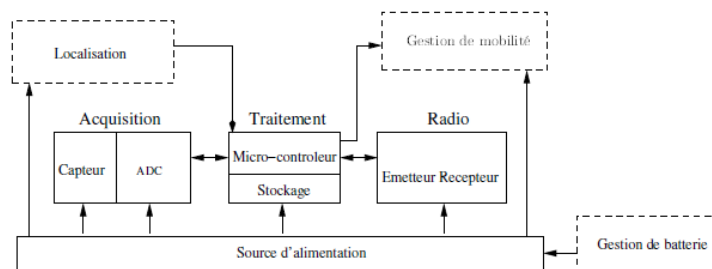 Localisation
Gestion de mobilité
Acquisition
Traitement
Radio
Capteur
ADC
Micro-controleur
Stockage
Emetteur Recepteur
Source d'alimentation
Gestion de batterie